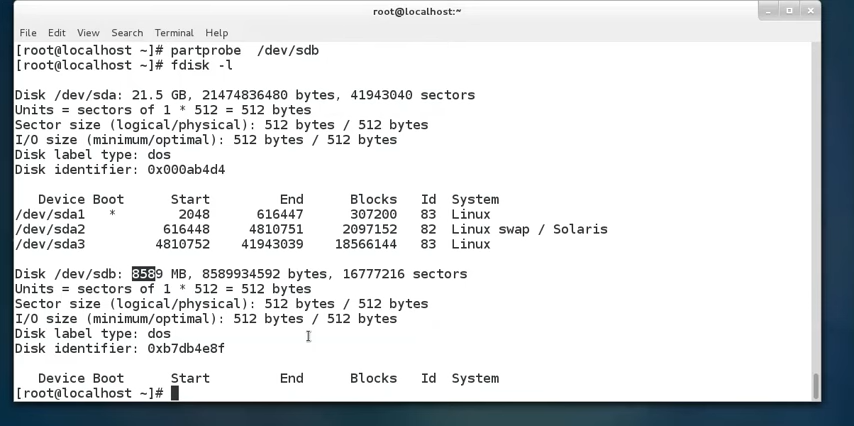 root@localhost:~
File Edit View Search Terminal Help
[root@localhost ~]# partprobe  /dev/sdb
[root@localhost ~]# fdisk -l

Disk /dev/sda: 21.5 GB, 21474836480 bytes, 41943040 sectors
Units = sectors of 1 * 512 = 512 bytes
Sector size (logical/physical): 512 bytes / 512 bytes
I/O size (minimum/optimal): 512 bytes / 512 bytes
Disk label type: dos
Disk identifier: 0x000ab4d4

   Device Boot      Start         End      Blocks   Id  System
/dev/sda1   *        2048      616447      307200   83  Linux
/dev/sda2          616448     4810751     2097152   82  Linux swap / Solaris
/dev/sda3         4810752    41943039    18566144   83  Linux

Disk /dev/sdb: 8589 MB, 8589934592 bytes, 16777216 sectors
Units = sectors of 1 * 512 = 512 bytes
Sector size (logical/physical): 512 bytes / 512 bytes
I/O size (minimum/optimal): 512 bytes / 512 bytes
Disk label type: dos
Disk identifier: 0xb7db4e8f

   Device Boot      Start         End      Blocks   Id  System
[root@localhost ~]#